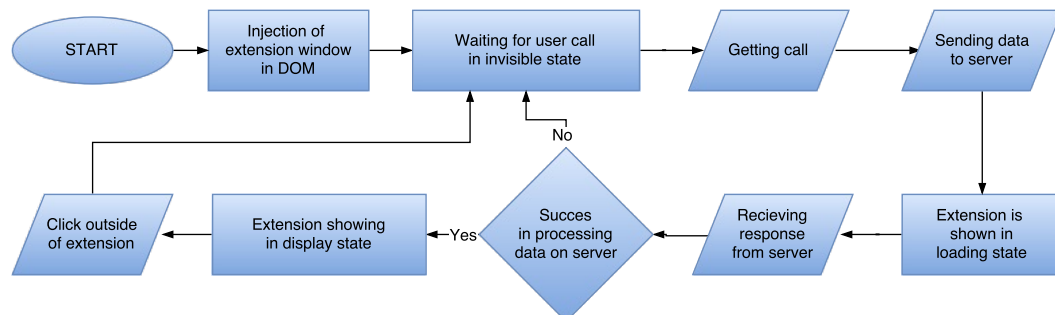 START
Injection of
extension window
in DOM
Waiting for user call
in invisible state
Getting call
Sending data
to server
No
Click outside
of extension
Extension showing
in display state
Yes
Succes
in processing
data on server
Recieving
response
from server
Extension is
shown in
loading state